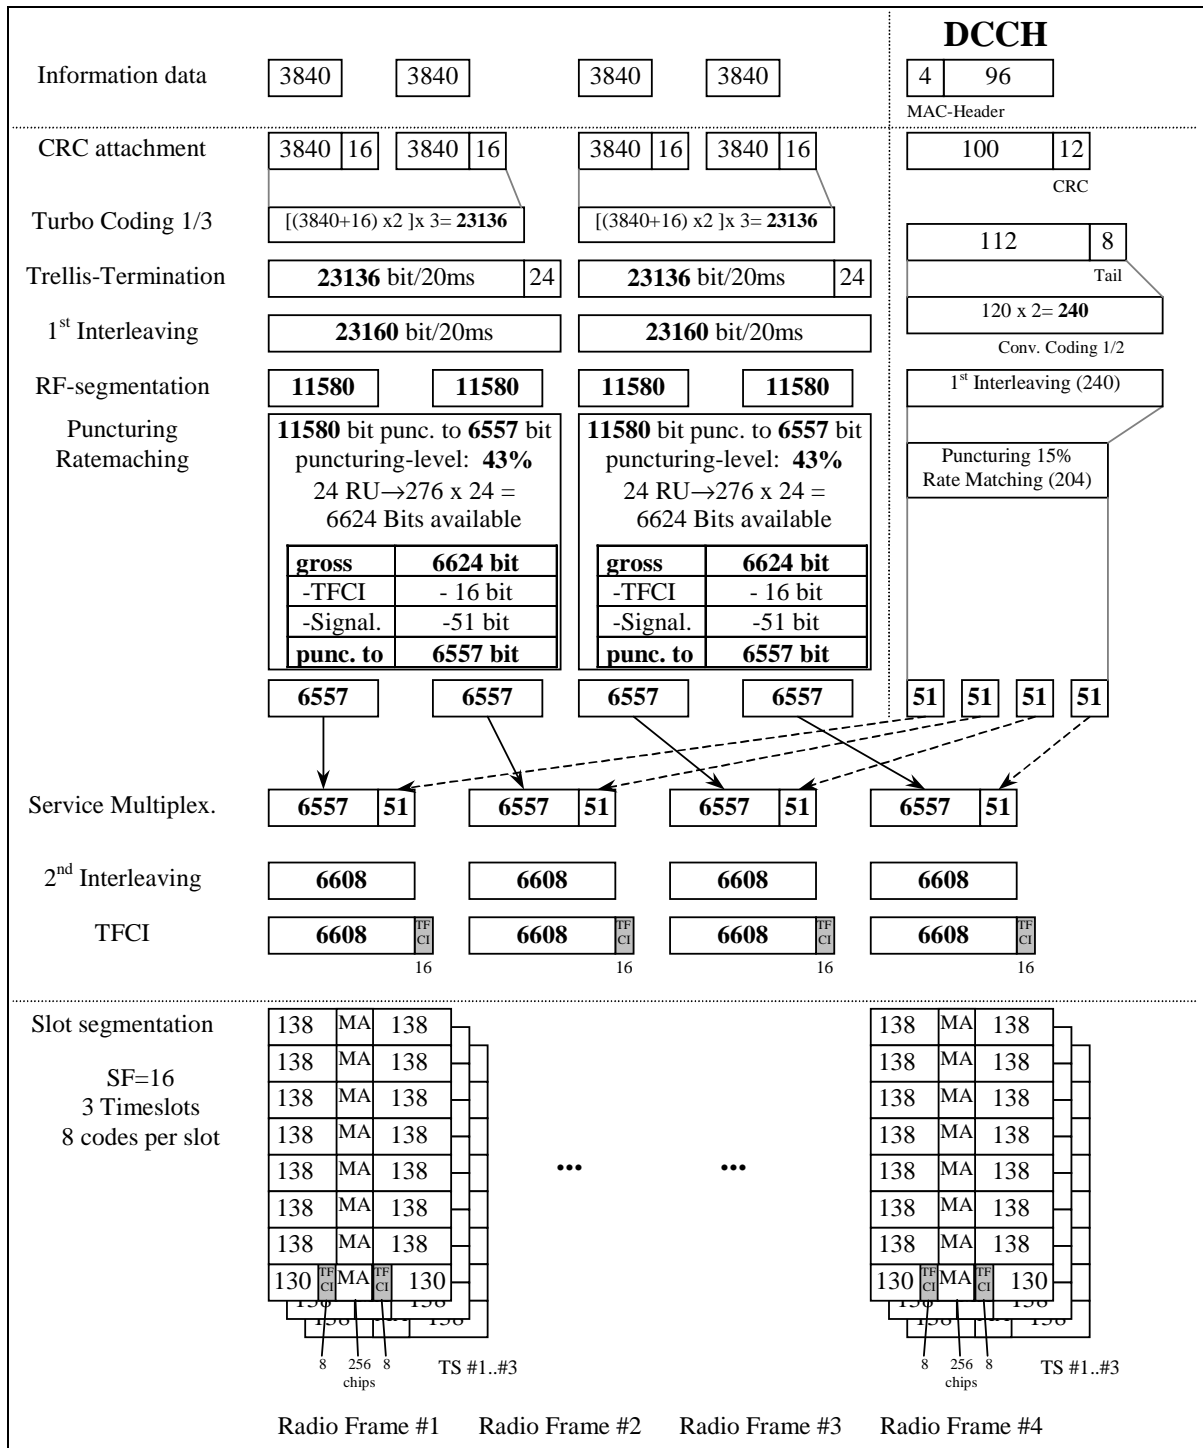 DCCH
Information data 3840 3840 3840 3840 4 96
MAC-Header
CRC attachment 3840 16 3840 16 3840 16 3840 16 100 12
CRC
Turbo Coding 1/3 [(3840+16) x2 ]x 3= 23136 [(3840+16) x2 ]x 3= 23136
112 8
Tail
Trellis-Termination 23136 bit/20ms 24 23136 bit/20ms 24
120 x 2= 240
Conv. Coding 1/2
1st Interleaving 23160 bit/20ms 23160 bit/20ms
RF-segmentation 11580 11580 11580 11580 1st Interleaving (240)
Puncturing
Ratemaching
11580 bit punc. to 6557 bit
puncturing-level: 43%
24 RU→276 x 24 =
6624 Bits available
gross 6624 bit
-TFCI - 16 bit
-Signal. -51 bit
punc. to 6557 bit
11580 bit punc. to 6557 bit
puncturing-level: 43%
24 RU→276 x 24 =
6624 Bits available
gross 6624 bit
-TFCI - 16 bit
-Signal. -51 bit
punc. to 6557 bit
Puncturing 15%
Rate Matching (204)
6557 6557 6557 6557 51 51 51 51
Service Multiplex. 6557 51 6557 51 6557 51 6557 51
2nd Interleaving 6608 6608 6608 6608
TFCI 6608 TF CI 6608 TF CI 6608 TF CI 6608 TF CI
16 16 16 16
Slot segmentation
SF=16
3 Timeslots
8 codes per slot
138 MA 138 138 MA 138
138 MA 138 138 MA 138
138 MA 138 138 MA 138
138 MA 138 138 MA 138
... ...
138 MA 138 138 MA 138
138 MA 138 138 MA 138
138 MA 138 138 MA 138
130 TF CI MA TF CI 130 130 TF CI MA TF CI 130
8 256 chips 8 TS #1..#3 8 256 chips 8 TS #1..#3
Radio Frame #1 Radio Frame #2 Radio Frame #3 Radio Frame #4